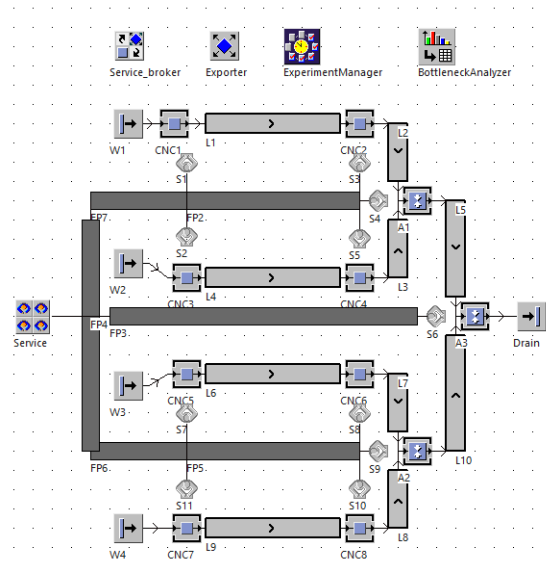 Service_broker Exporter ExperimentManager BottleneckAnalyzer
W1 CNC1 L1 CNC2 L2
S1 S3
FP7 FP2 S4 A1 L5
S2 S5
W2 CNC3 L4 CNC4 L3
Service FP4 FP3 S6 A3 Drain
W3 CNC5 L6 CNC6 L7
S7 S8
FP6 FP5 S9 A2 L10
S11 S10
W4 CNC7 L9 CNC8 L8